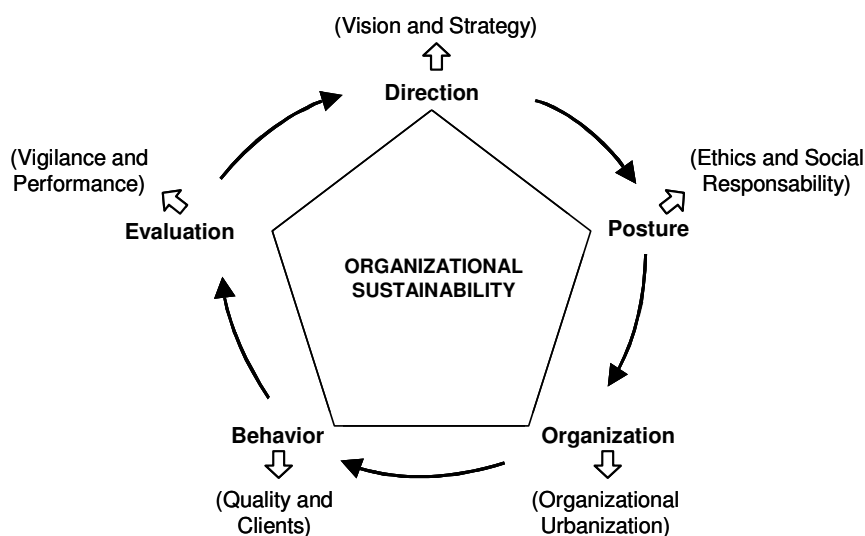 (Vision and Strategy)
Direction
(Vigilance and
Performance)
Evaluation
(Ethics and Social
Responsability)
Posture
ORGANIZATIONAL
SUSTAINABILITY
Behavior
(Quality and
Clients)
Organization
(Organizational
Urbanization)